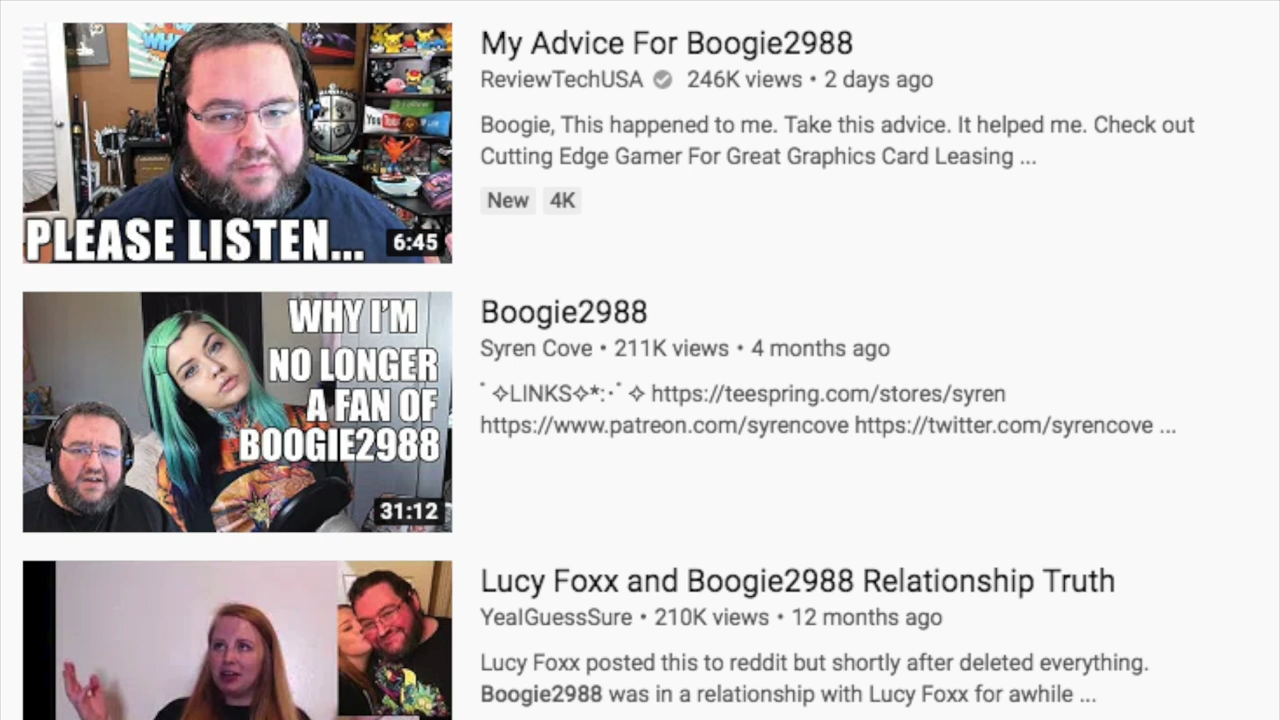 My Advice For Boogie2988
ReviewTechUSA 246K views • 2 days ago
Boogie, This happened to me. Take this advice. It helped me. Check out
Cutting Edge Gamer For Great Graphics Card Leasing ...
New 4K
PLEASE LISTEN...
6:45
WHY I'M
NO LONGER
A FAN OF
BOOGIE2988
31:12
Boogie2988
Syren Cove • 211K views • 4 months ago
˚ ✧LINKS✧*:·˚ ✧ https://teespring.com/stores/syren
https://www.patreon.com/syrencove https://twitter.com/syrencove ...
Lucy Foxx and Boogie2988 Relationship Truth
YeaIGuessSure • 210K views • 12 months ago
Lucy Foxx posted this to reddit but shortly after deleted everything.
Boogie2988 was in a relationship with Lucy Foxx for awhile ...